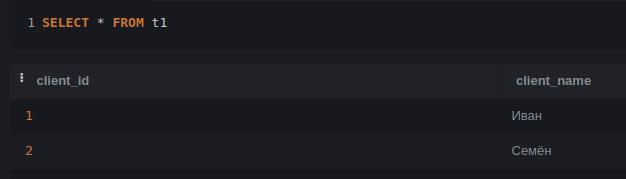 1 SELECT * FROM t1
client_id client_name
1 Иван
2 Семён